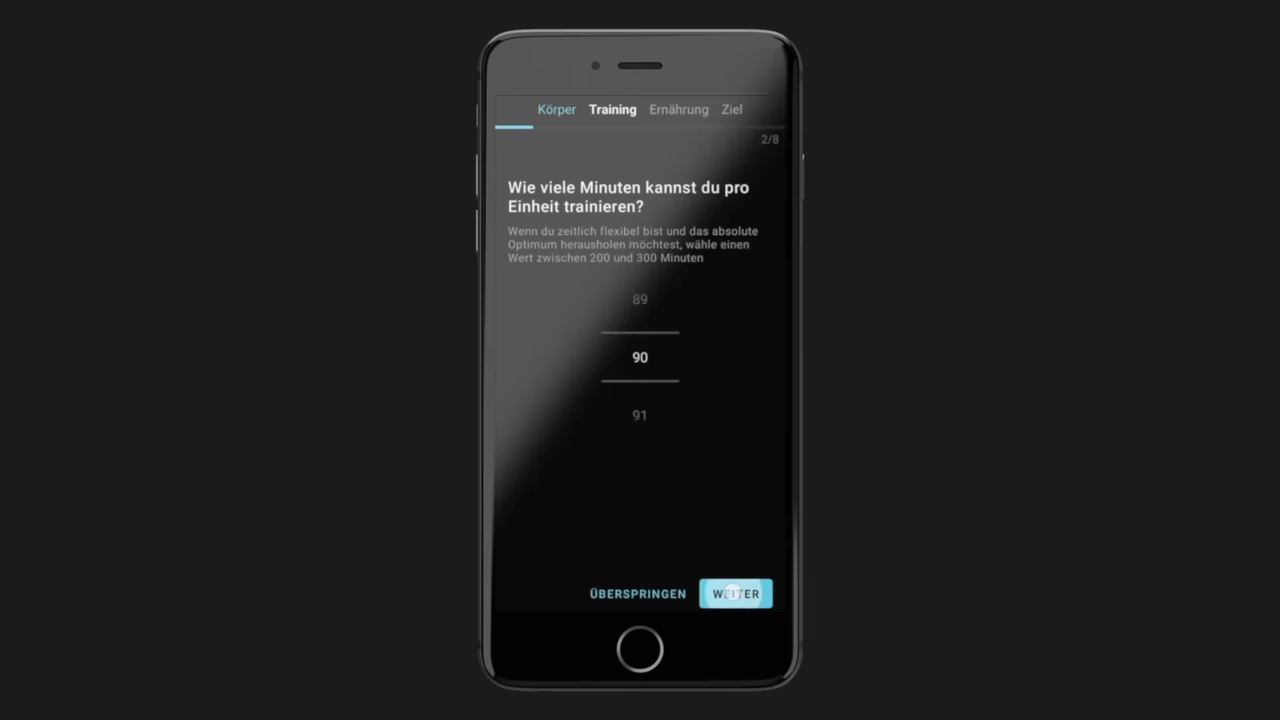 Körper Training Ernährung Ziel
2/8
Wie viele Minuten kannst du pro
Einheit trainieren?
Wenn du zeitlich flexibel bist und das absolute
Optimum herausholen möchtest, wähle einen
Wert zwischen 200 und 300 Minuten
89
90
91
ÜBERSPRINGEN WEITER